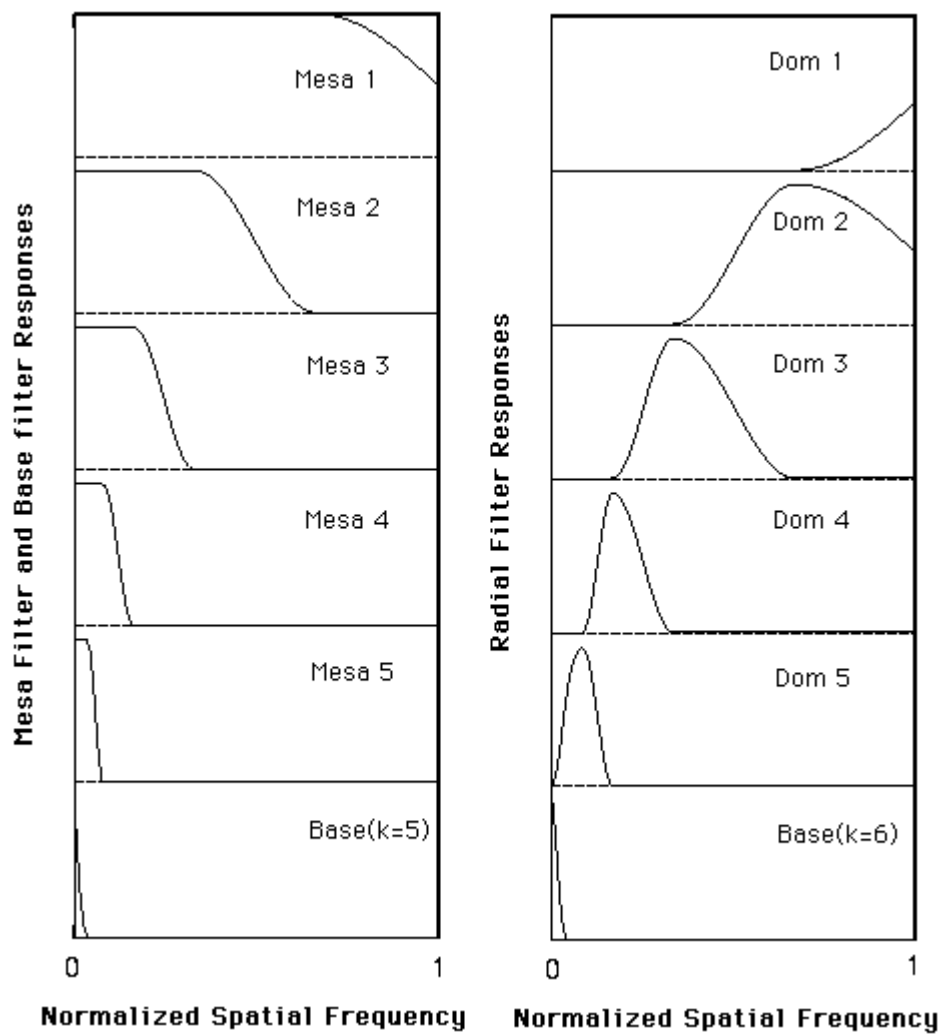 Mesa Filter and Base filter Responses
Mesa 1
Mesa 2
Mesa 3
Mesa 4
Mesa 5
Base(k=5)
0
1
Normalized Spatial Frequency
Radial Filter Responses
Dom 1
Dom 2
Dom 3
Dom 4
Dom 5
Base(k=6)
0
1
Normalized Spatial Frequency